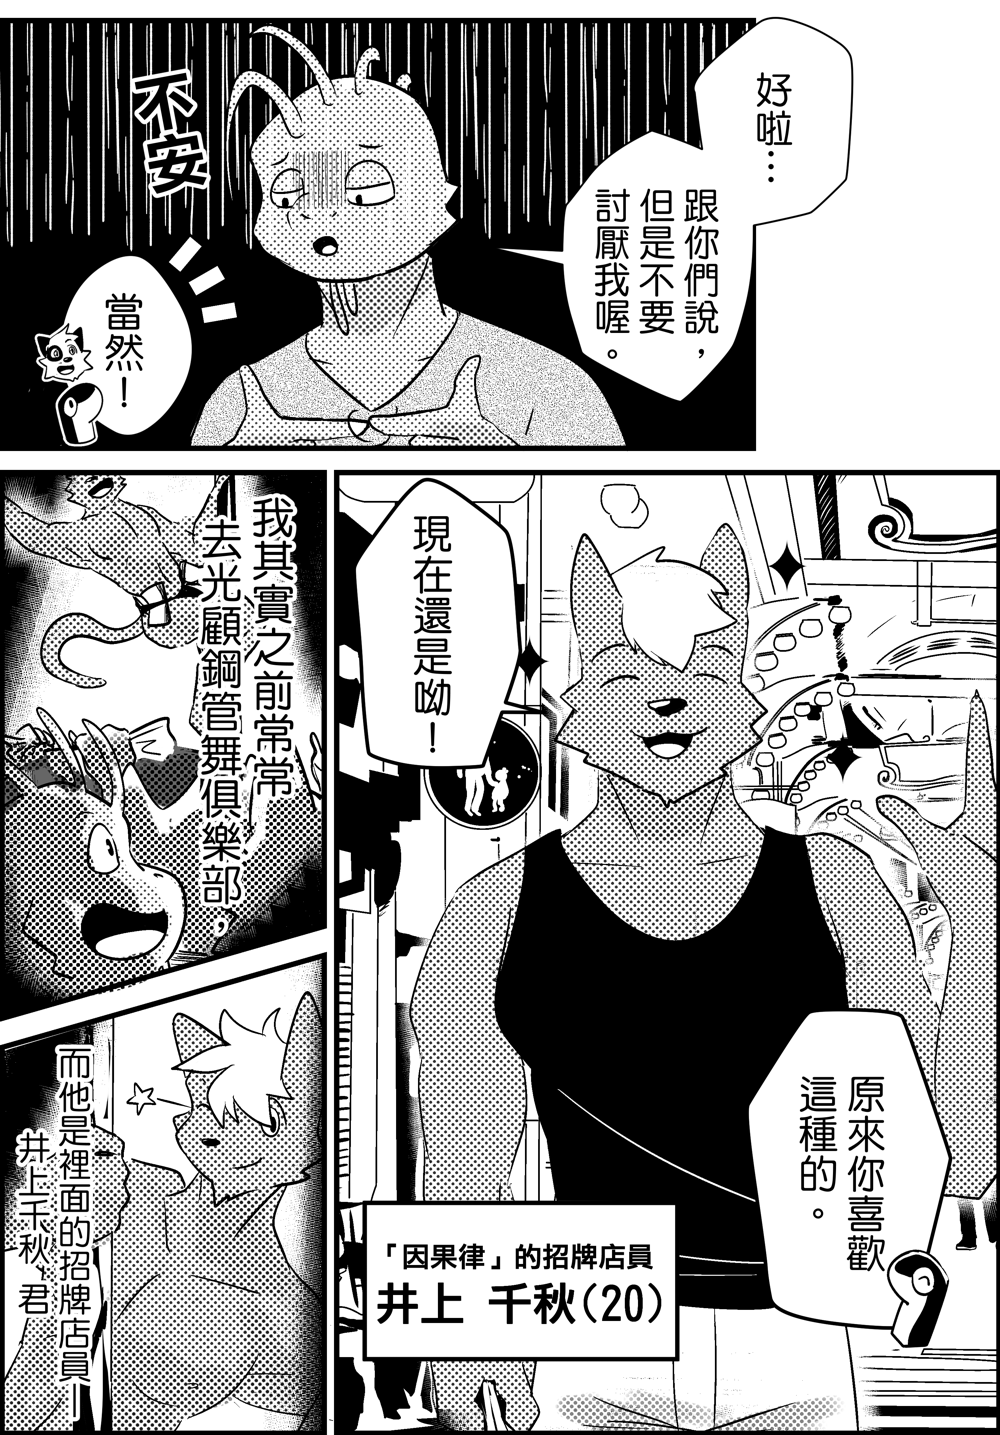 好啦…
跟你們說，
但是不要
討厭我喔。
不安
當然！
現在還是呦！
原來你喜歡
這種的。
「因果律」的招牌店員
井上 千秋(20)
我其實之前常常
去光顧鋼管舞俱樂部，
而他是裡面的招牌店員—
井上千秋君